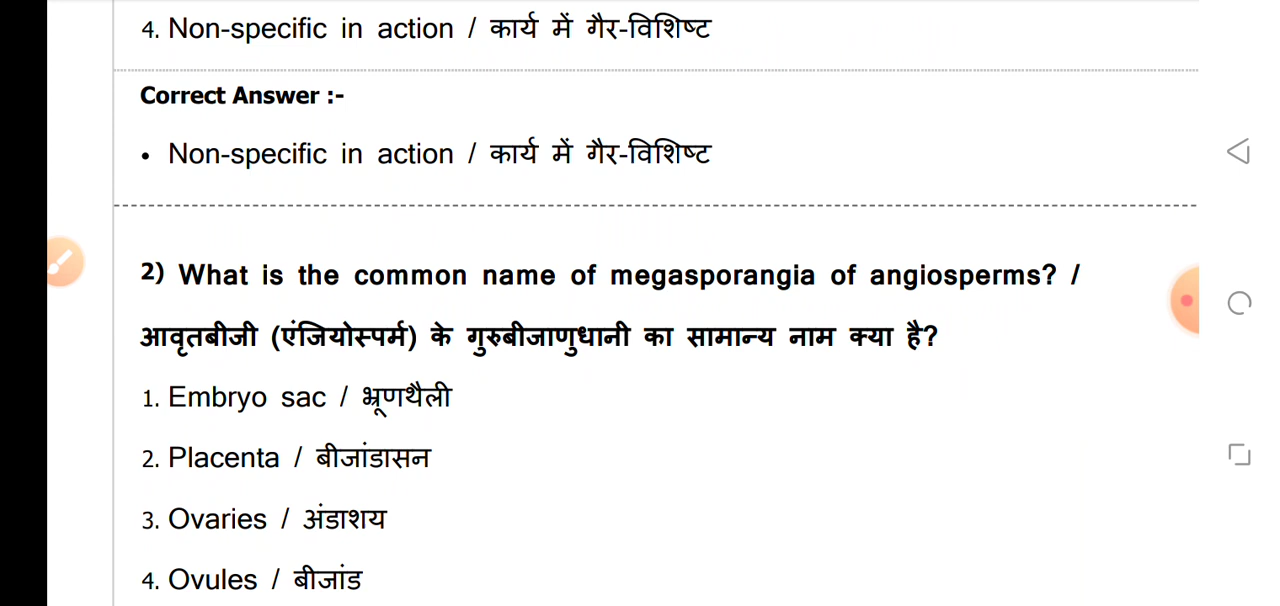 4. Non-specific in action / कार्य में गैर-विशिष्ट
Correct Answer :-
• Non-specific in action / कार्य में गैर-विशिष्ट
2) What is the common name of megasporangia of angiosperms? /
आवृतबीजी (एंजियोस्पर्म) के गुरुबीजाणुधानी का सामान्य नाम क्या है?
1. Embryo sac / भ्रूणथैली
2. Placenta / बीजांडासन
3. Ovaries / अंडाशय
4. Ovules / बीजांड